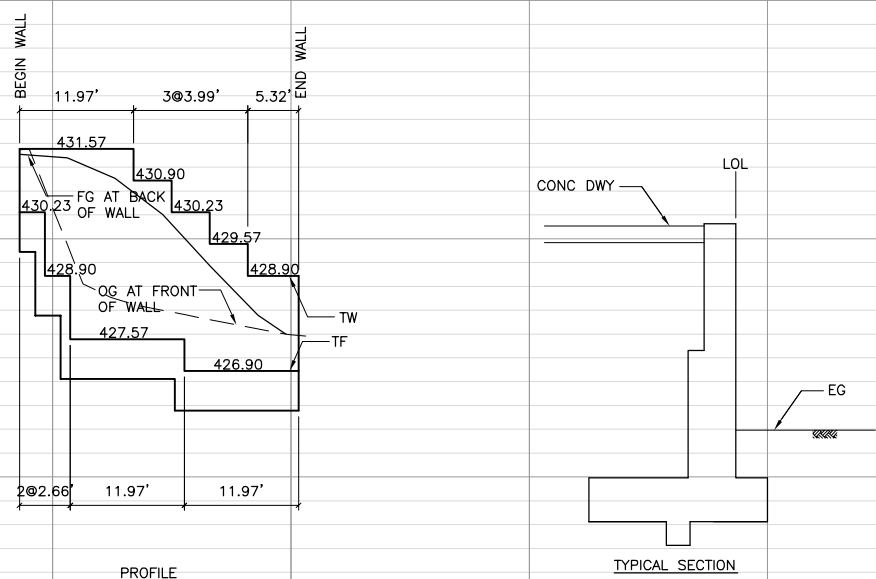 BEGIN WALL
END WALL
11.97'
3@3.99'
5.32'
431.57
430.90
FG AT BACK
OF WALL
430.23
430.23
429.57
428.90
428.90
OG AT FRONT
OF WALL
TW
427.57
TF
426.90
2@2.66'
11.97'
11.97'
PROFILE
LOL
CONC DWY
EG
TYPICAL SECTION